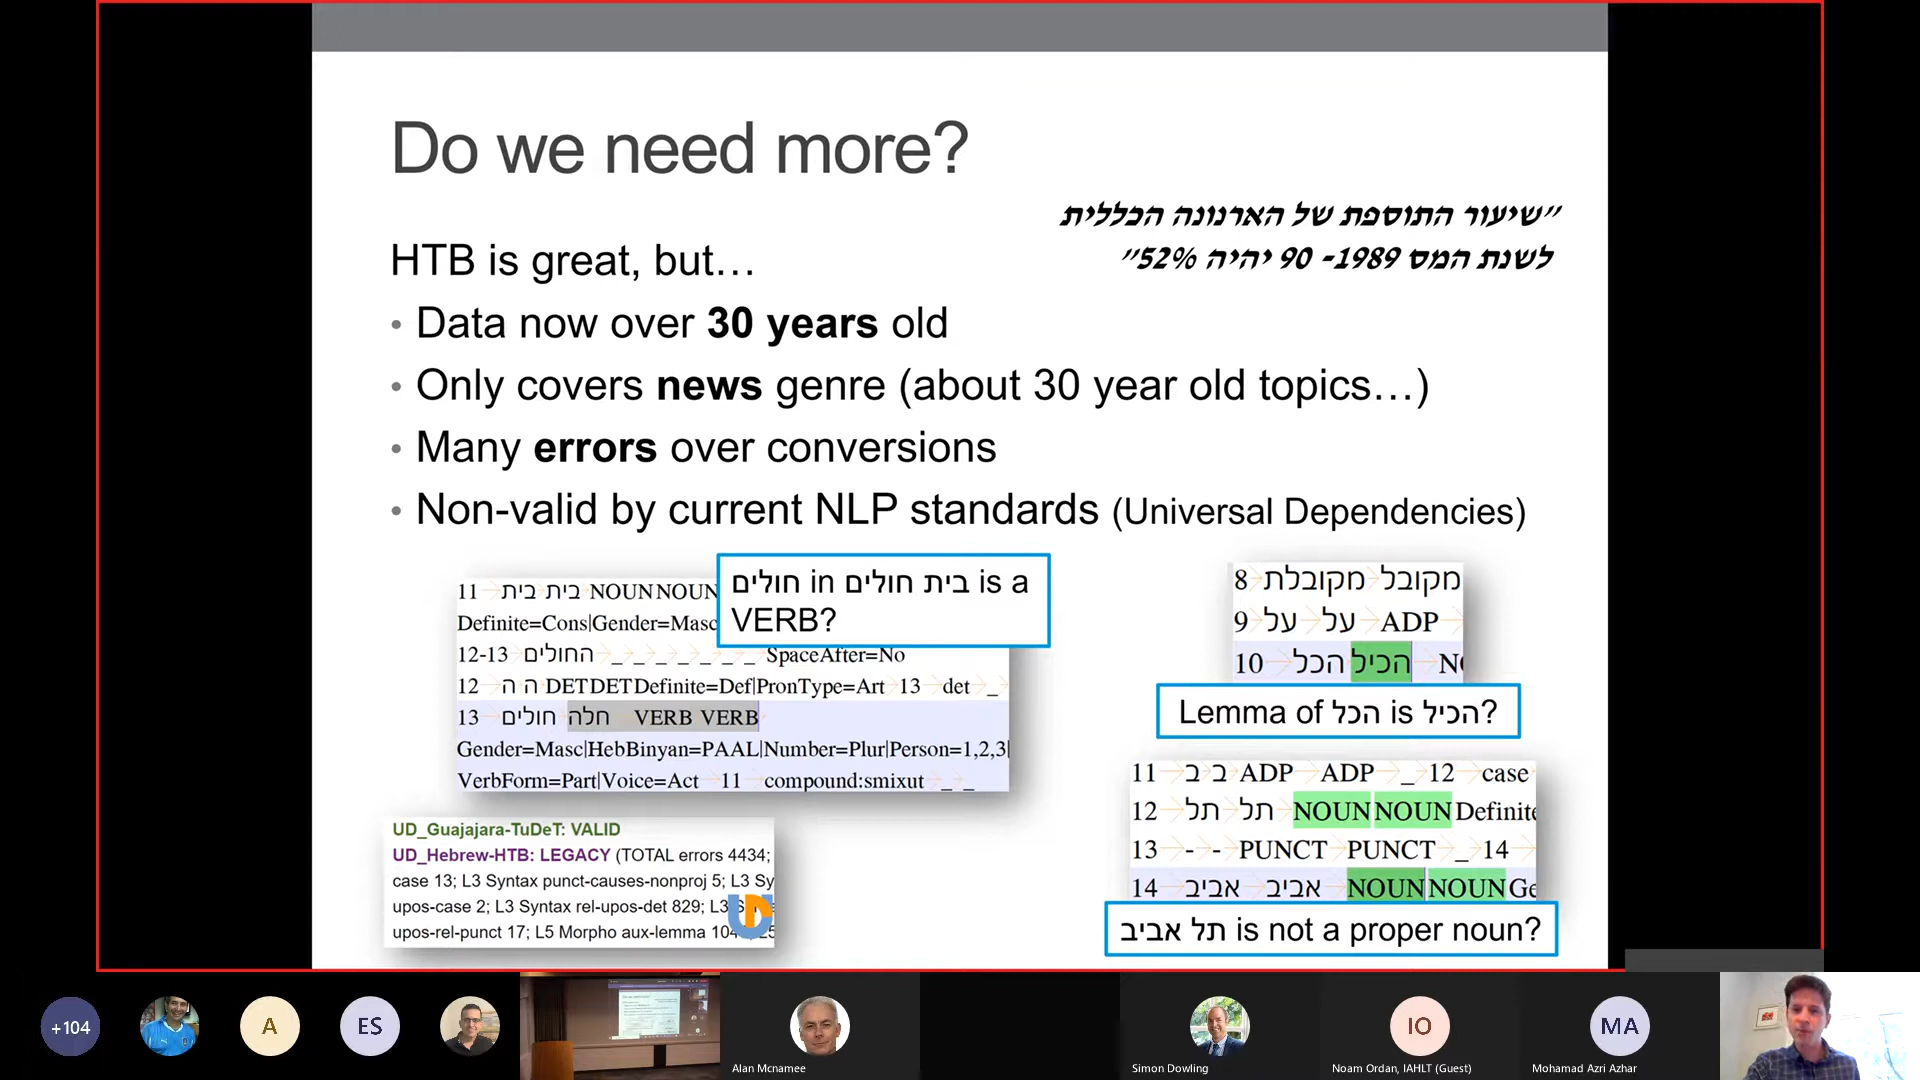 Do we need more?
״שיעור התוספת של הארנונה הכללית
לשנת המס 1989- 90 יהיה 52%״
HTB is great, but…
• Data now over 30 years old
• Only covers news genre (about 30 year old topics…)
• Many errors over conversions
• Non-valid by current NLP standards (Universal Dependencies)
חולים in בית חולים is a
VERB?
11 בית בית NOUN NOUN
Definite=Cons|Gender=Masc
12-13 החולים _ _ _ _ _ _ _ SpaceAfter=No
12 ה ה DET DET Definite=Def|PronType=Art 13 det _
13 חולים חלה VERB VERB
Gender=Masc|HebBinyan=PAAL|Number=Plur|Person=1,2,3|
VerbForm=Part|Voice=Act 11 compound:smixut _ _
8 מקובלת מקובל
9 על על ADP
10 הכל הכיל
Lemma of הכל is הכיל?
11 ב ב ADP ADP _ 12 case
12 תל תל NOUN NOUN Definite
13 - - PUNCT PUNCT _ 14
14 אביב אביב NOUN NOUN Ge
תל אביב is not a proper noun?
UD_Guajajara-TuDeT: VALID
UD_Hebrew-HTB: LEGACY (TOTAL errors 4434;
case 13; L3 Syntax punct-causes-nonproj 5; L3 Sy
upos-case 2; L3 Syntax rel-upos-det 829; L3
upos-rel-punct 17; L5 Morpho aux-lemma 104
+104
A
ES
Alan Mcnamee
Simon Dowling
IO
Noam Ordan, IAHLT (Guest)
MA
Mohamad Azri Azhar